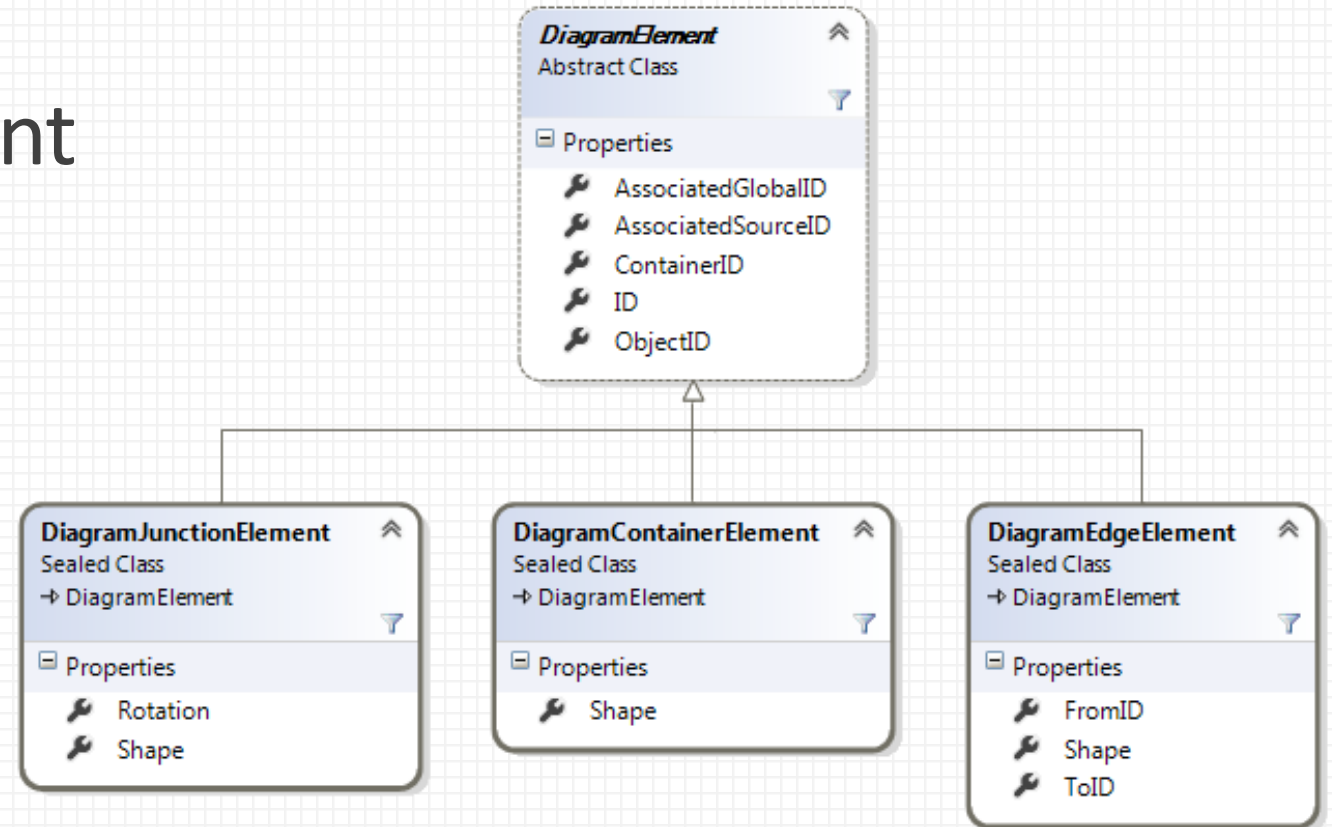 nt
DiagramElement
Abstract Class
Properties
AssociatedGlobalID
AssociatedSourceID
ContainerID
ID
ObjectID
DiagramJunctionElement
Sealed Class
DiagramElement
Properties
Rotation
Shape
DiagramContainerElement
Sealed Class
DiagramElement
Properties
Shape
DiagramEdgeElement
Sealed Class
DiagramElement
Properties
FromID
Shape
ToID